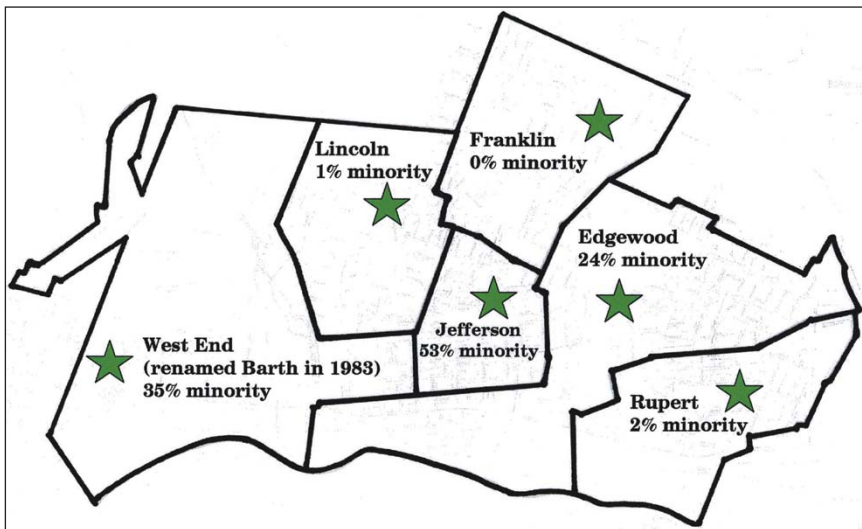 Franklin
0% minority
Lincoln
1% minority
Edgewood
24% minority
Jefferson
53% minority
West End
(renamed Barth in 1983)
35% minority
Rupert
2% minority